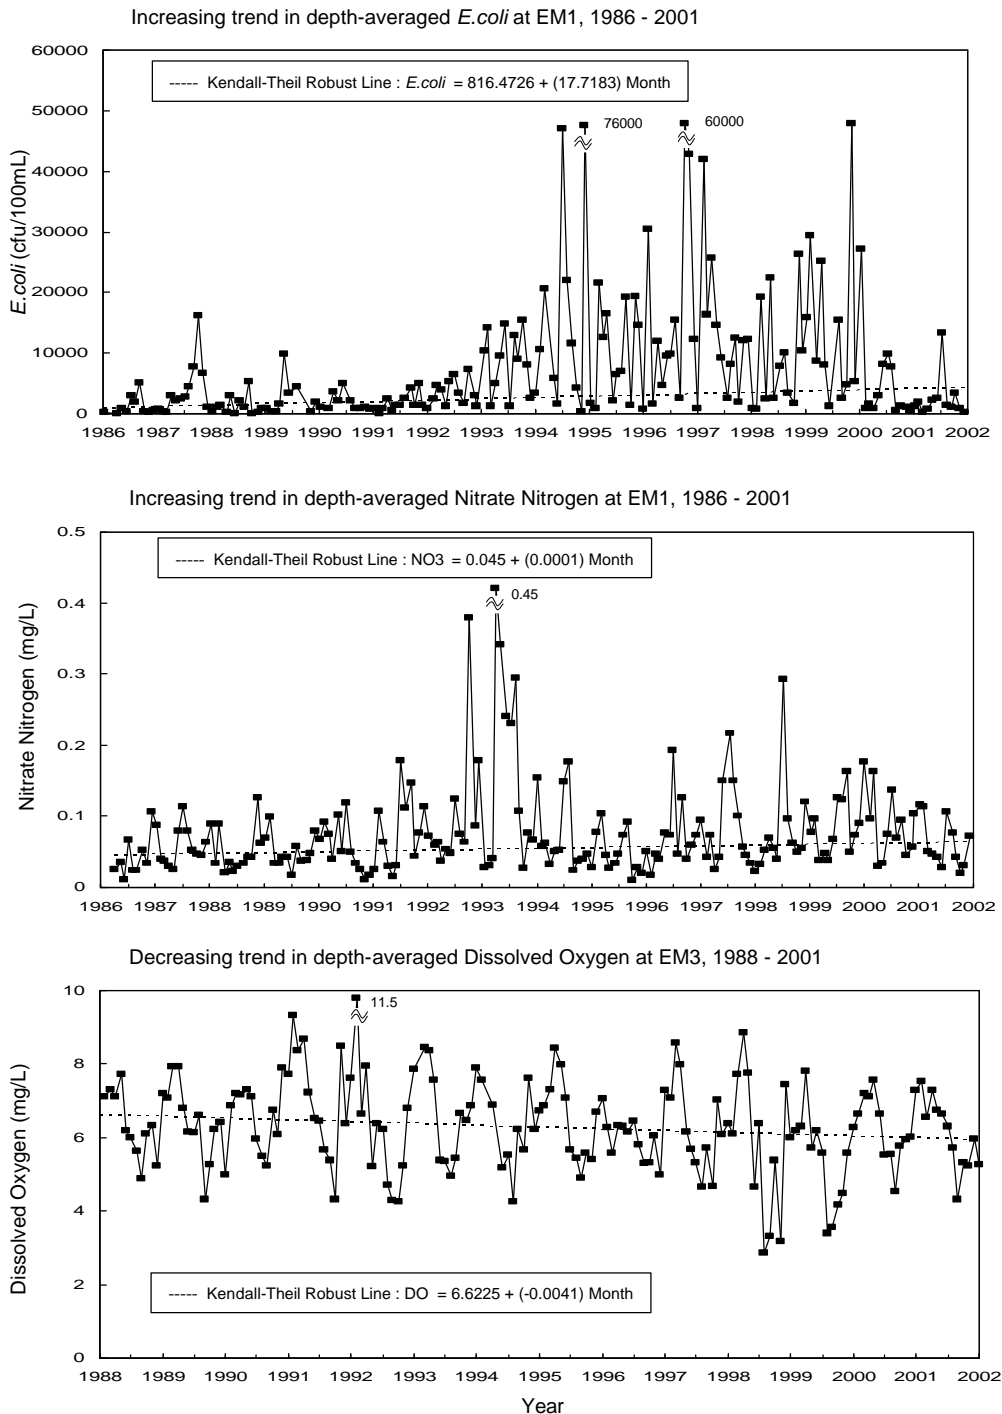 Increasing trend in depth-averaged E.coli at EM1, 1986 - 2001
60000
50000
40000
30000
20000
10000
0
E.coli (cfu/100mL)
----- Kendall-Theil Robust Line : E.coli = 816.4726 + (17.7183) Month
76000
60000
1986 1987 1988 1989 1990 1991 1992 1993 1994 1995 1996 1997 1998 1999 2000 2001 2002
Increasing trend in depth-averaged Nitrate Nitrogen at EM1, 1986 - 2001
0.5
0.4
0.3
0.2
0.1
0
Nitrate Nitrogen (mg/L)
----- Kendall-Theil Robust Line : NO3 = 0.045 + (0.0001) Month
0.45
1986 1987 1988 1989 1990 1991 1992 1993 1994 1995 1996 1997 1998 1999 2000 2001 2002
Decreasing trend in depth-averaged Dissolved Oxygen at EM3, 1988 - 2001
10
8
6
4
2
0
Dissolved Oxygen (mg/L)
11.5
----- Kendall-Theil Robust Line : DO = 6.6225 + (-0.0041) Month
1988 1989 1990 1991 1992 1993 1994 1995 1996 1997 1998 1999 2000 2001 2002
Year